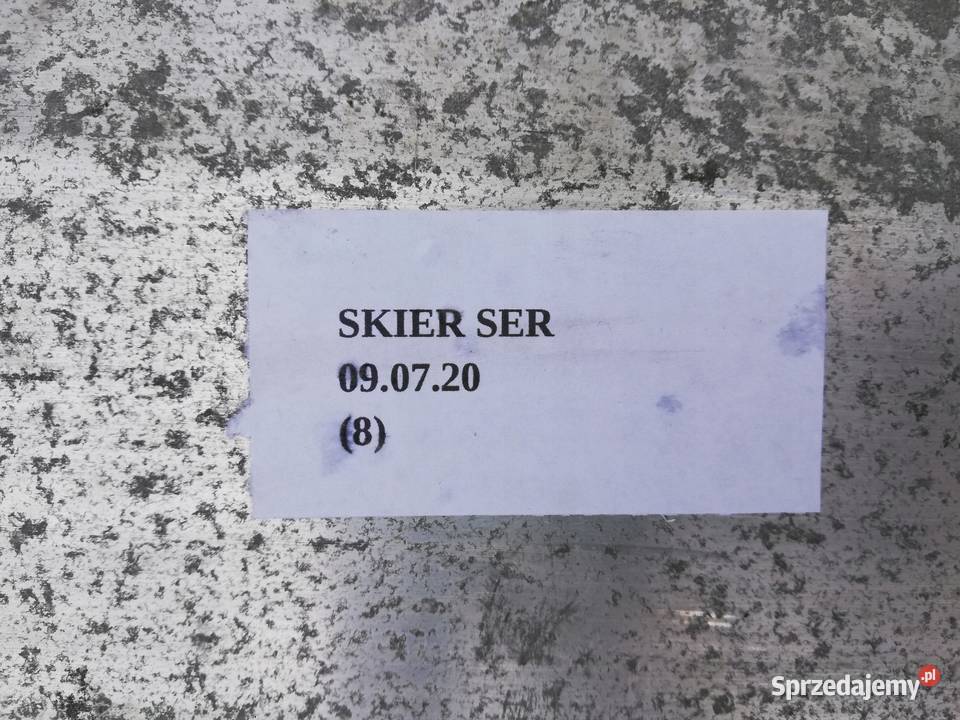 SKIER SER
09.07.20
(8)
Sprzedajemy.pl